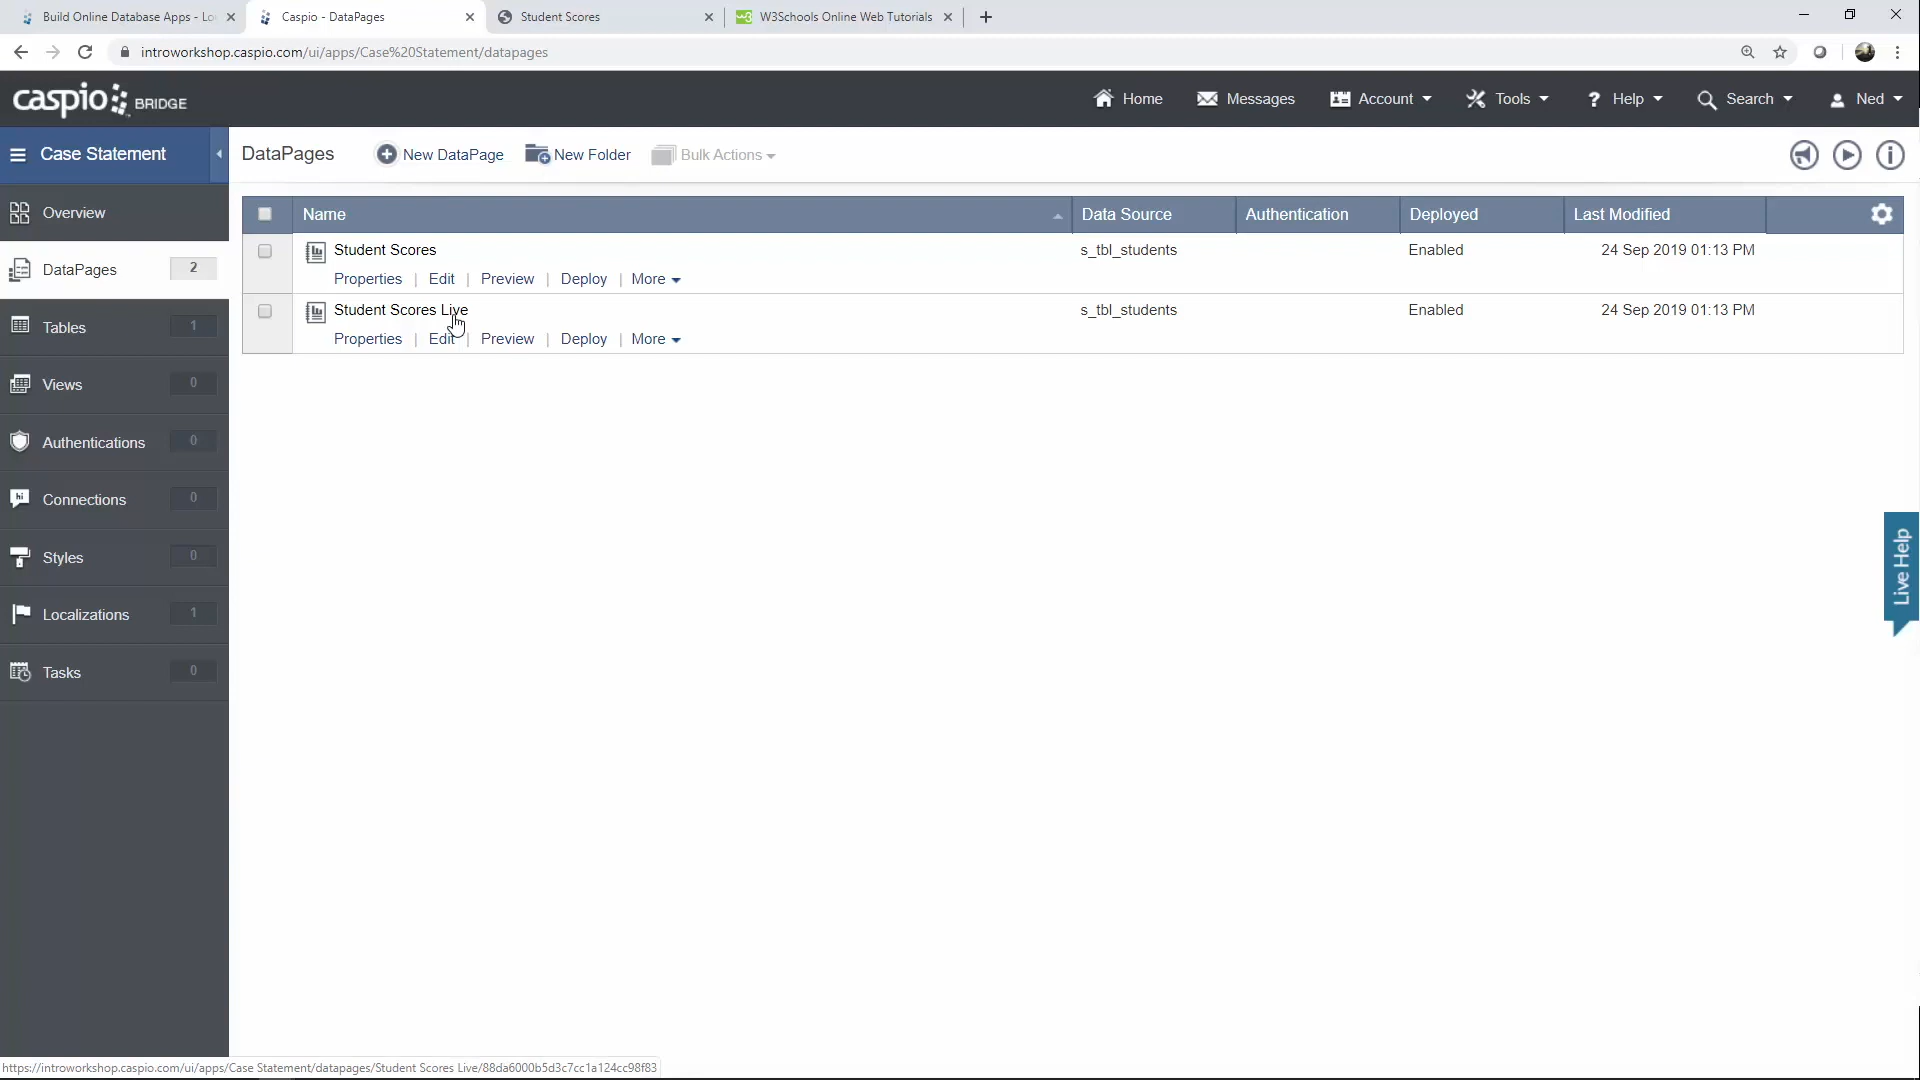 Build Online Database Apps - Lo
Caspio - DataPages
Student Scores
W3Schools Online Web Tutorials
introworkshop.caspio.com/ui/apps/Case%20Statement/datapages
caspio BRIDGE
Home
Messages
Account
Tools
? Help
Search
Ned
Case Statement
DataPages
New DataPage
New Folder
Bulk Actions
Overview
DataPages 2
Tables 1
Views 0
Authentications 0
Connections 0
Styles 0
Localizations 1
Tasks 0
Name Data Source Authentication Deployed Last Modified
Student Scores s_tbl_students Enabled 24 Sep 2019 01:13 PM
Properties | Edit | Preview | Deploy | More
Student Scores Live s_tbl_students Enabled 24 Sep 2019 01:13 PM
Properties | Edit | Preview | Deploy | More
Live Help
https://introworkshop.caspio.com/ui/apps/Case Statement/datapages/Student Scores Live/88da6000b5d3c7cc1a124cc98f83